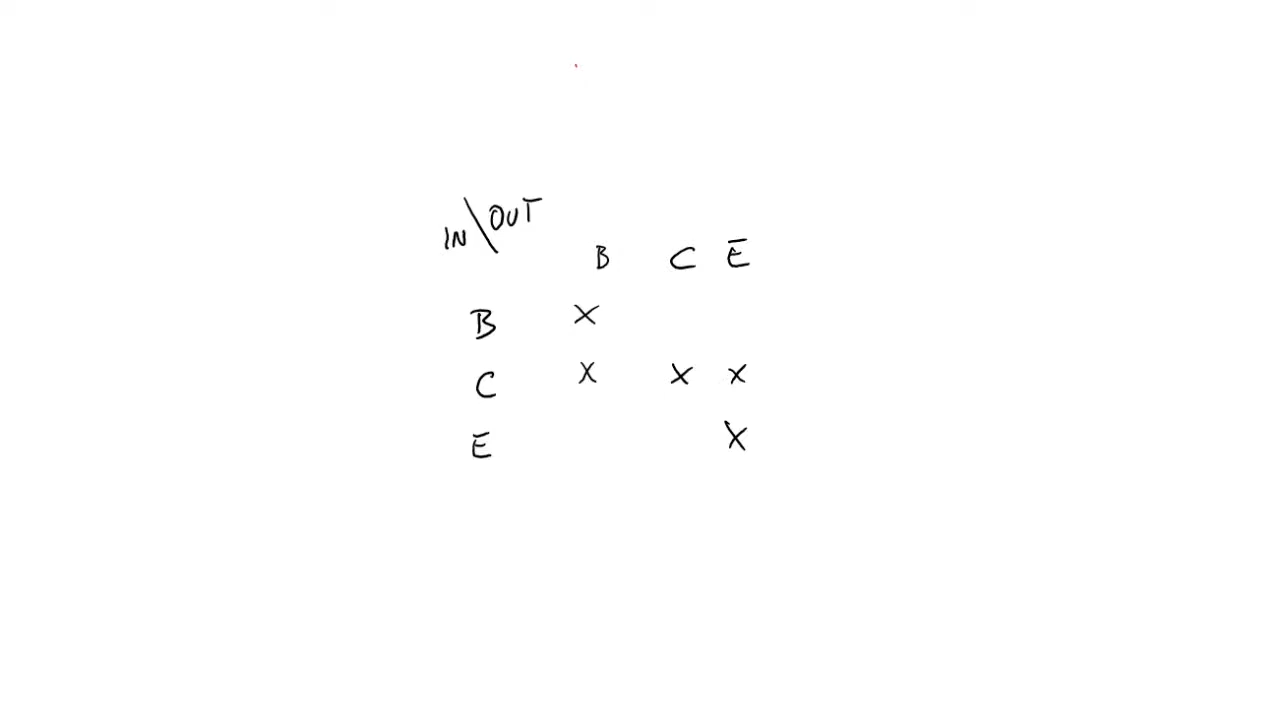 IN\OUT
B C E
B X
C X X X
E X